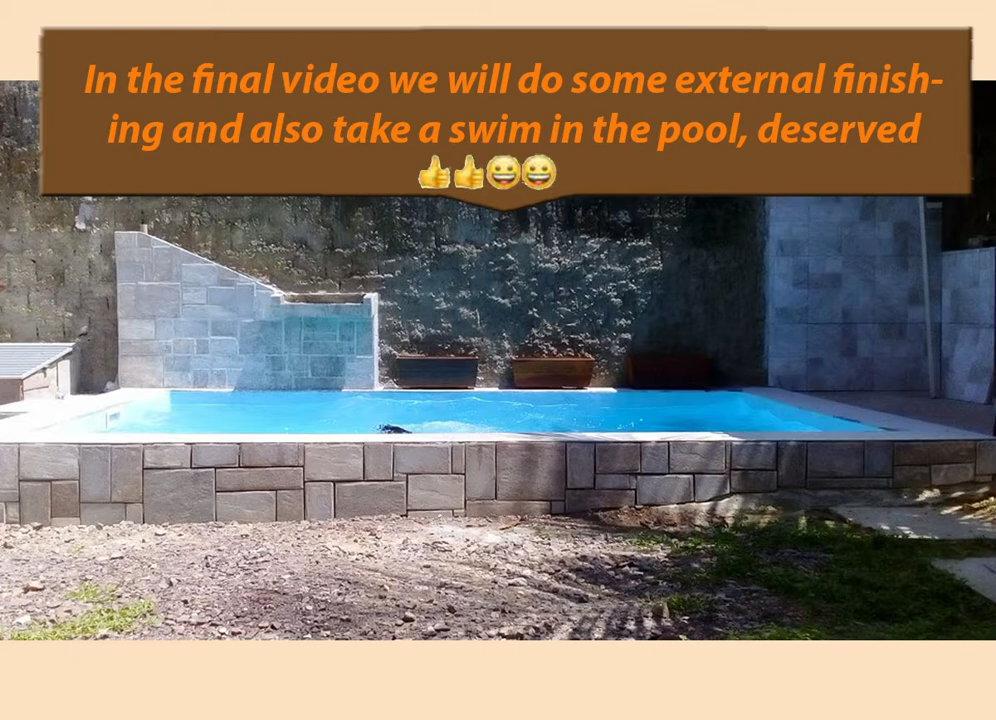 In the final video we will do some external finish-
ing and also take a swim in the pool, deserved
👍👍😀😀